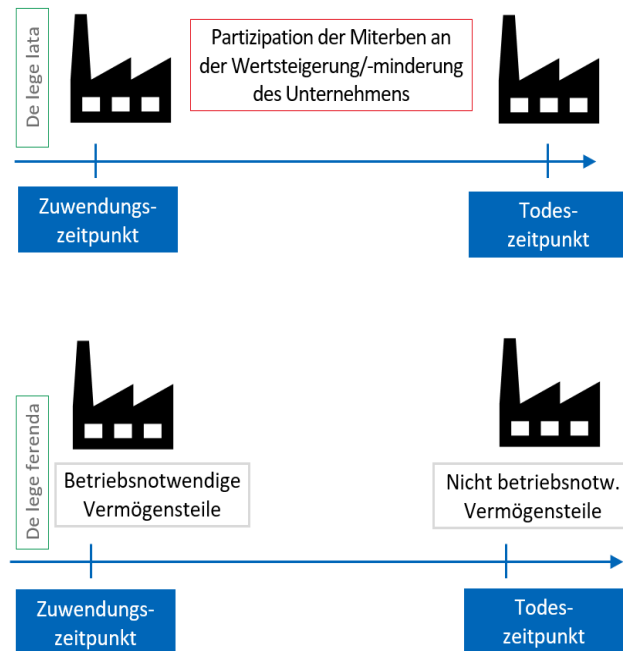 De lege lata
Partizipation der Miterben an
der Wertsteigerung/-minderung
des Unternehmens
Zuwendungs-
zeitpunkt
Todes-
zeitpunkt
De lege ferenda
Betriebsnotwendige
Vermögensteile
Nicht betriebsnotw.
Vermögensteile
Zuwendungs-
zeitpunkt
Todes-
zeitpunkt